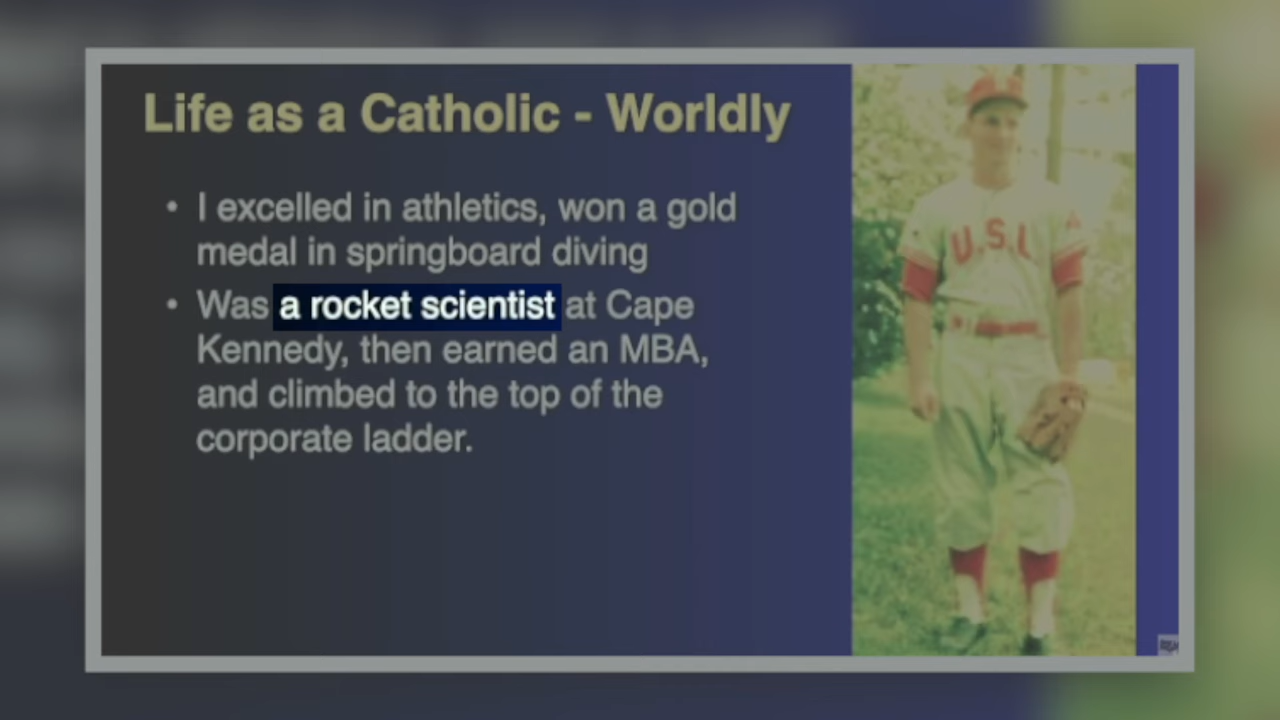 Life as a Catholic - Worldly
• I excelled in athletics, won a gold
medal in springboard diving
• Was a rocket scientist at Cape
Kennedy, then earned an MBA,
and climbed to the top of the
corporate ladder.